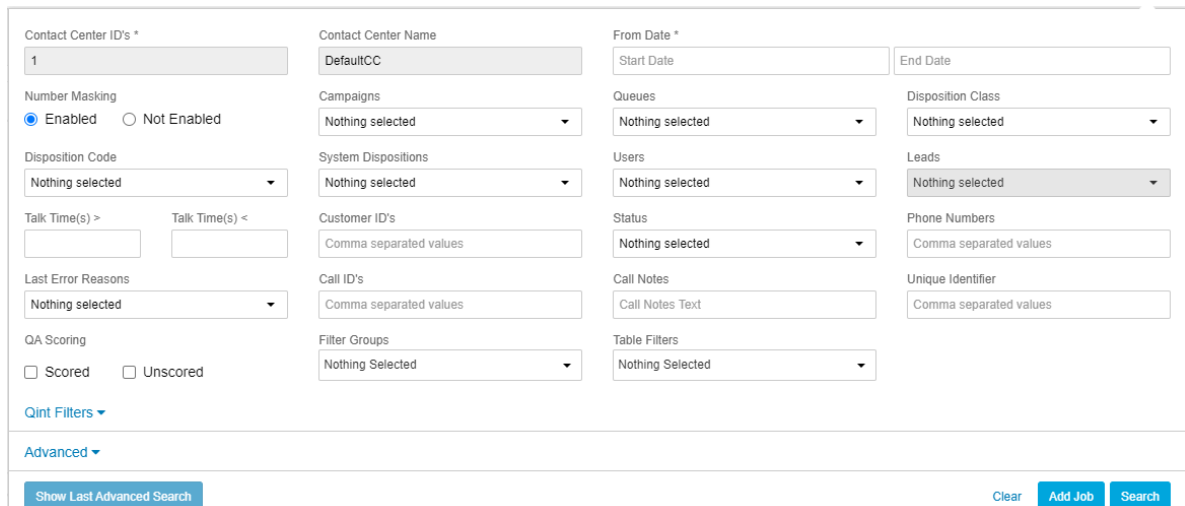 Contact Center ID's * Contact Center Name From Date *
1 DefaultCC Start Date End Date
Number Masking Campaigns Queues Disposition Class
Enabled Not Enabled Nothing selected Nothing selected Nothing selected
Disposition Code System Dispositions Users Leads
Nothing selected Nothing selected Nothing selected Nothing selected
Talk Time(s) > Talk Time(s) < Customer ID's Status Phone Numbers
Comma separated values Nothing selected Comma separated values
Last Error Reasons Call ID's Call Notes Unique Identifier
Nothing selected Comma separated values Call Notes Text Comma separated values
QA Scoring Filter Groups Table Filters
Scored Unscored Nothing Selected Nothing Selected
Qint Filters
Advanced
Show Last Advanced Search Clear Add Job Search